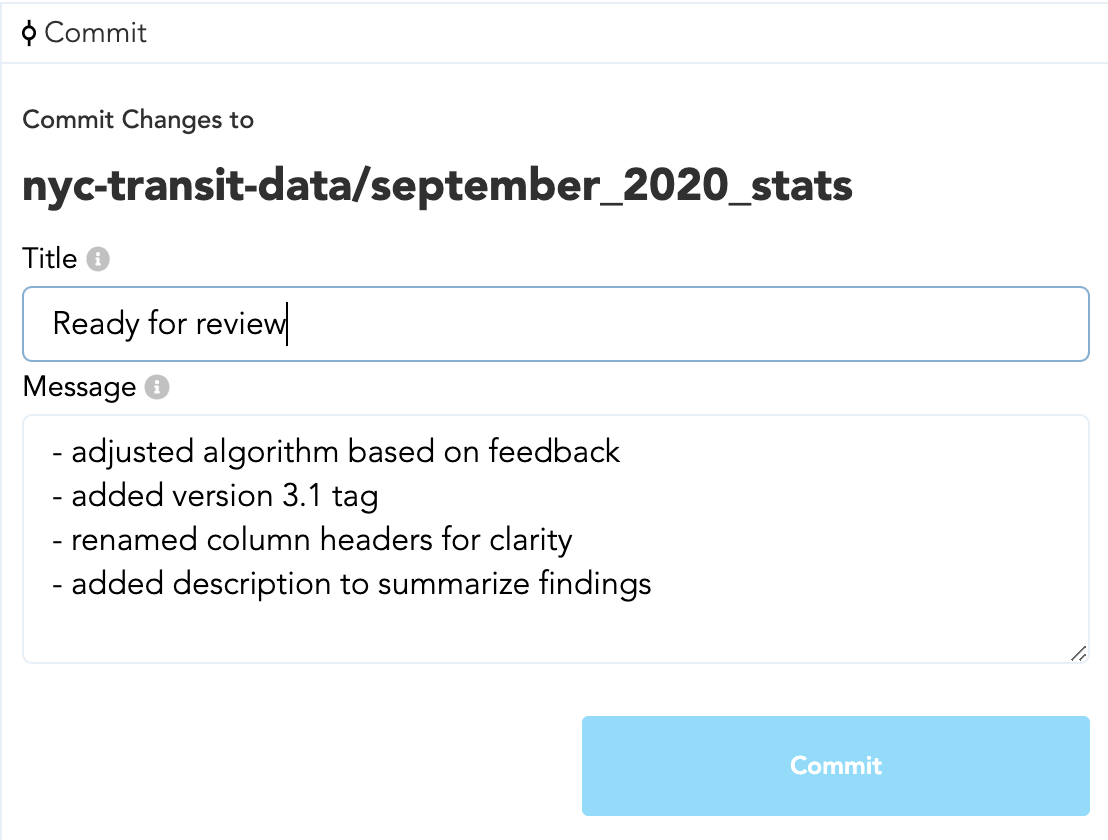 Commit
Commit Changes to
nyc-transit-data/september_2020_stats
Title
Ready for review
Message
- adjusted algorithm based on feedback
- added version 3.1 tag
- renamed column headers for clarity
- added description to summarize findings
Commit